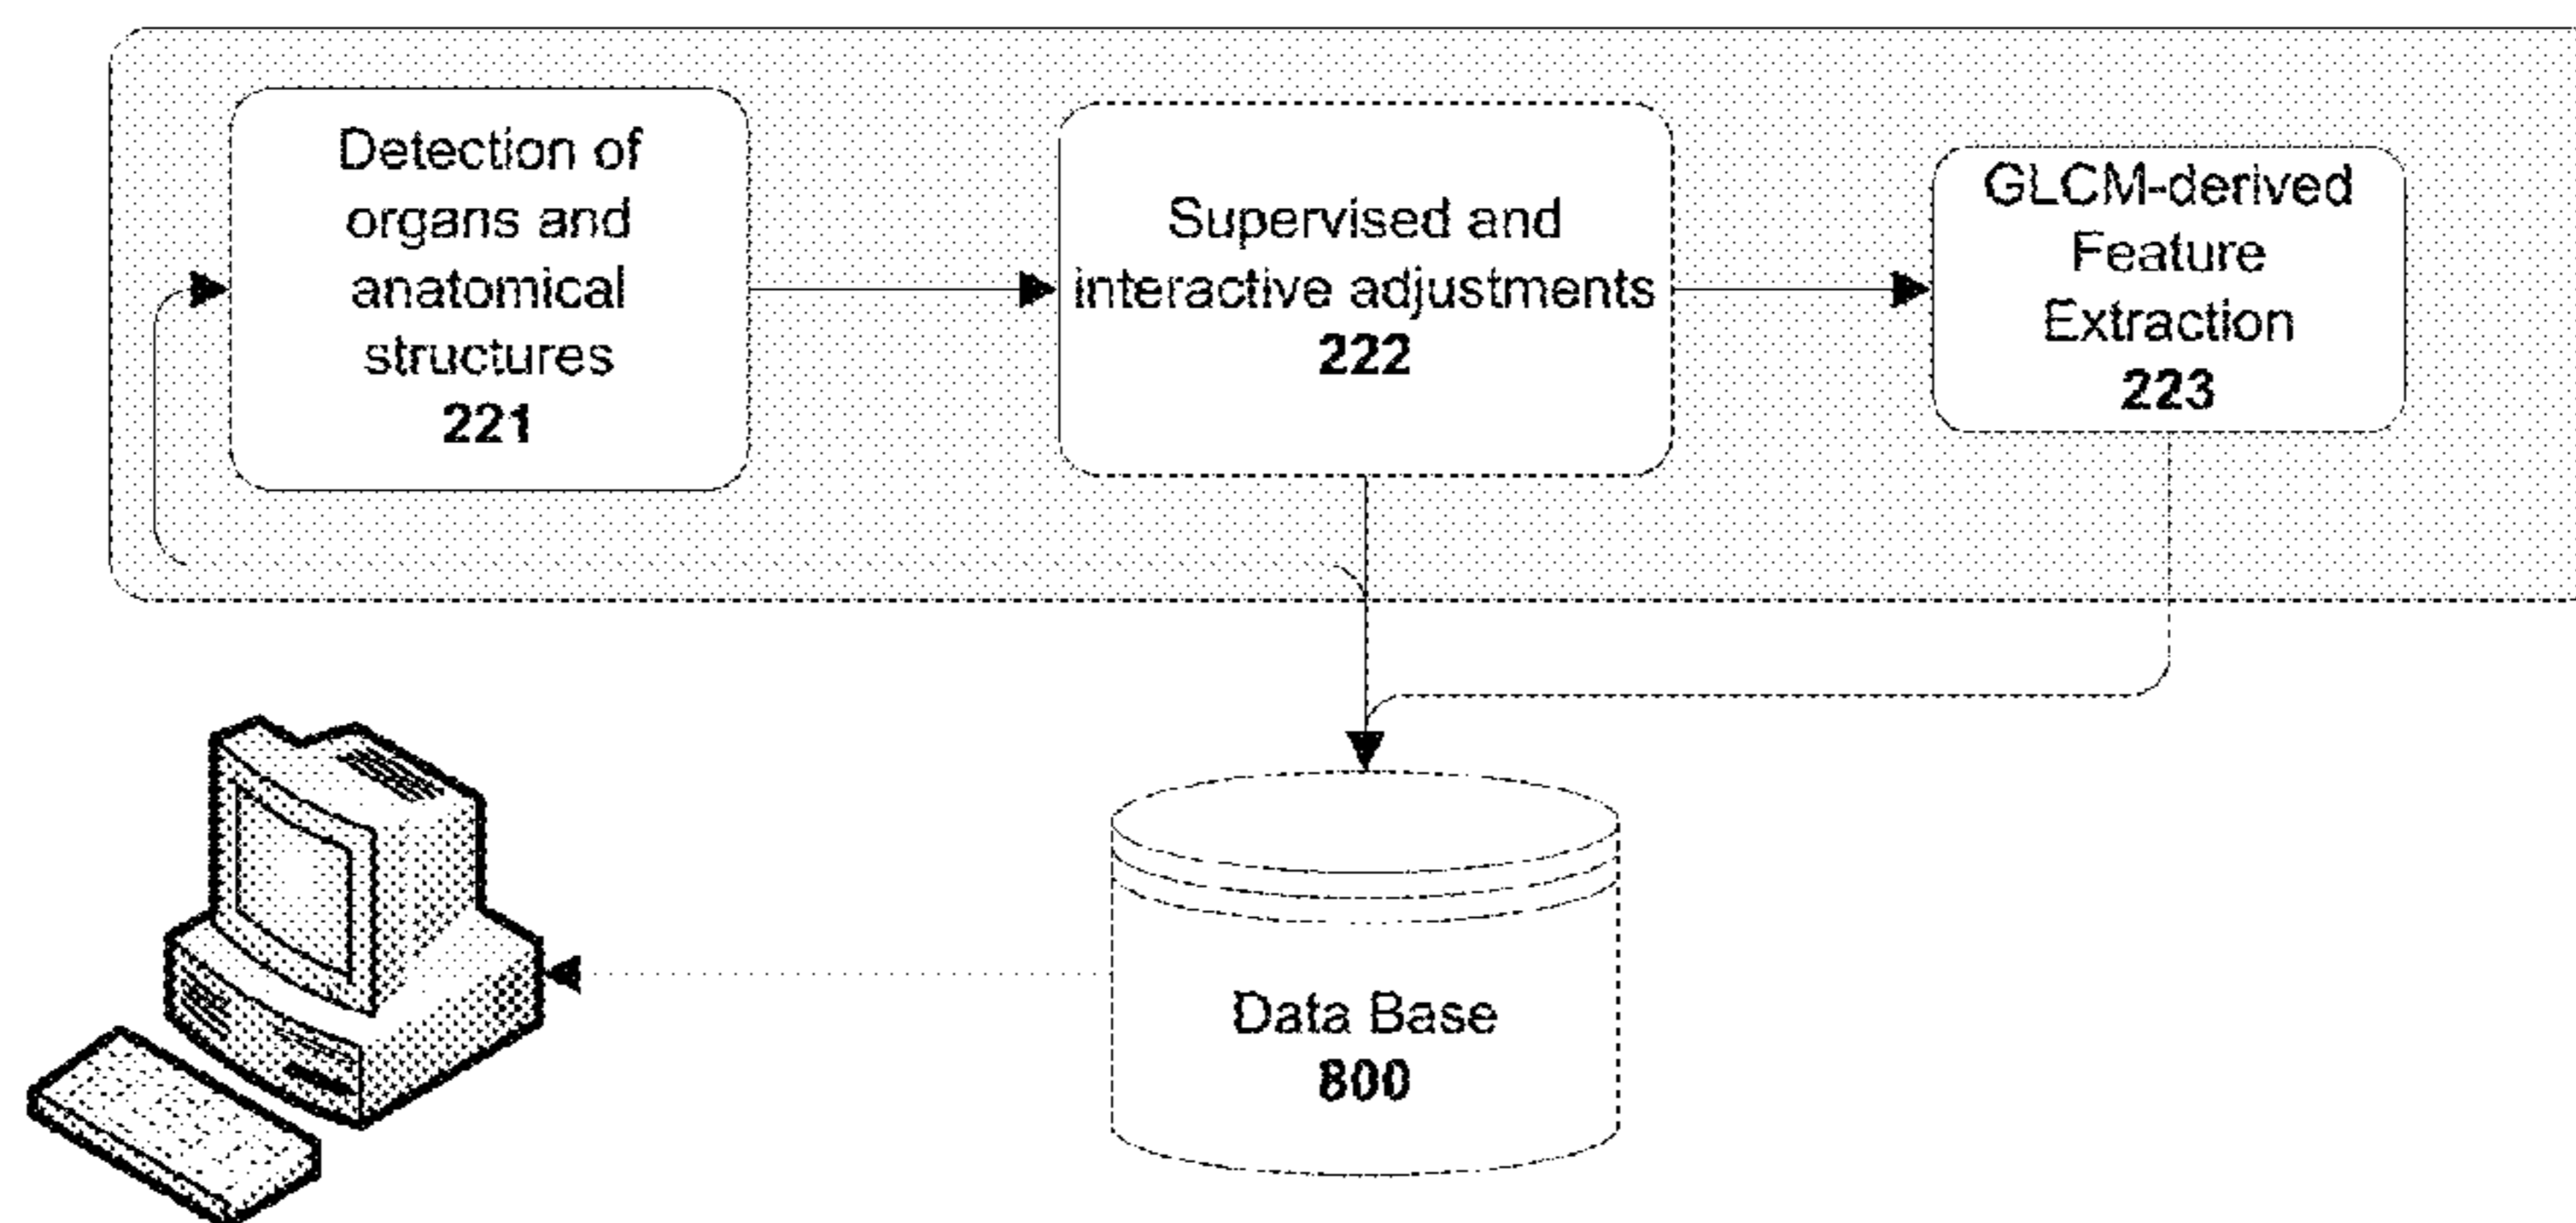 Detection of
organs and
anatomical
structures
221
Supervised and
interactive adjustments
222
GLCM-derived
Feature
Extraction
223
Data Base
800